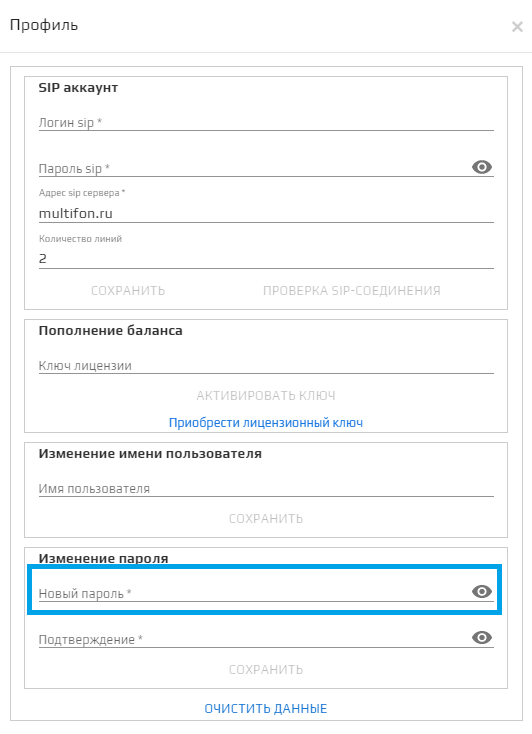 Профиль
SIP аккаунт
Логин sip *
Пароль sip *
Адрес sip сервера *
multifon.ru
Количество линий
2
СОХРАНИТЬ ПРОВЕРКА SIP-СОЕДИНЕНИЯ
Пополнение баланса
Ключ лицензии
АКТИВИРОВАТЬ КЛЮЧ
Приобрести лицензионный ключ
Изменение имени пользователя
Имя пользователя
СОХРАНИТЬ
Изменение пароля
Новый пароль *
Подтверждение *
СОХРАНИТЬ
ОЧИСТИТЬ ДАННЫЕ